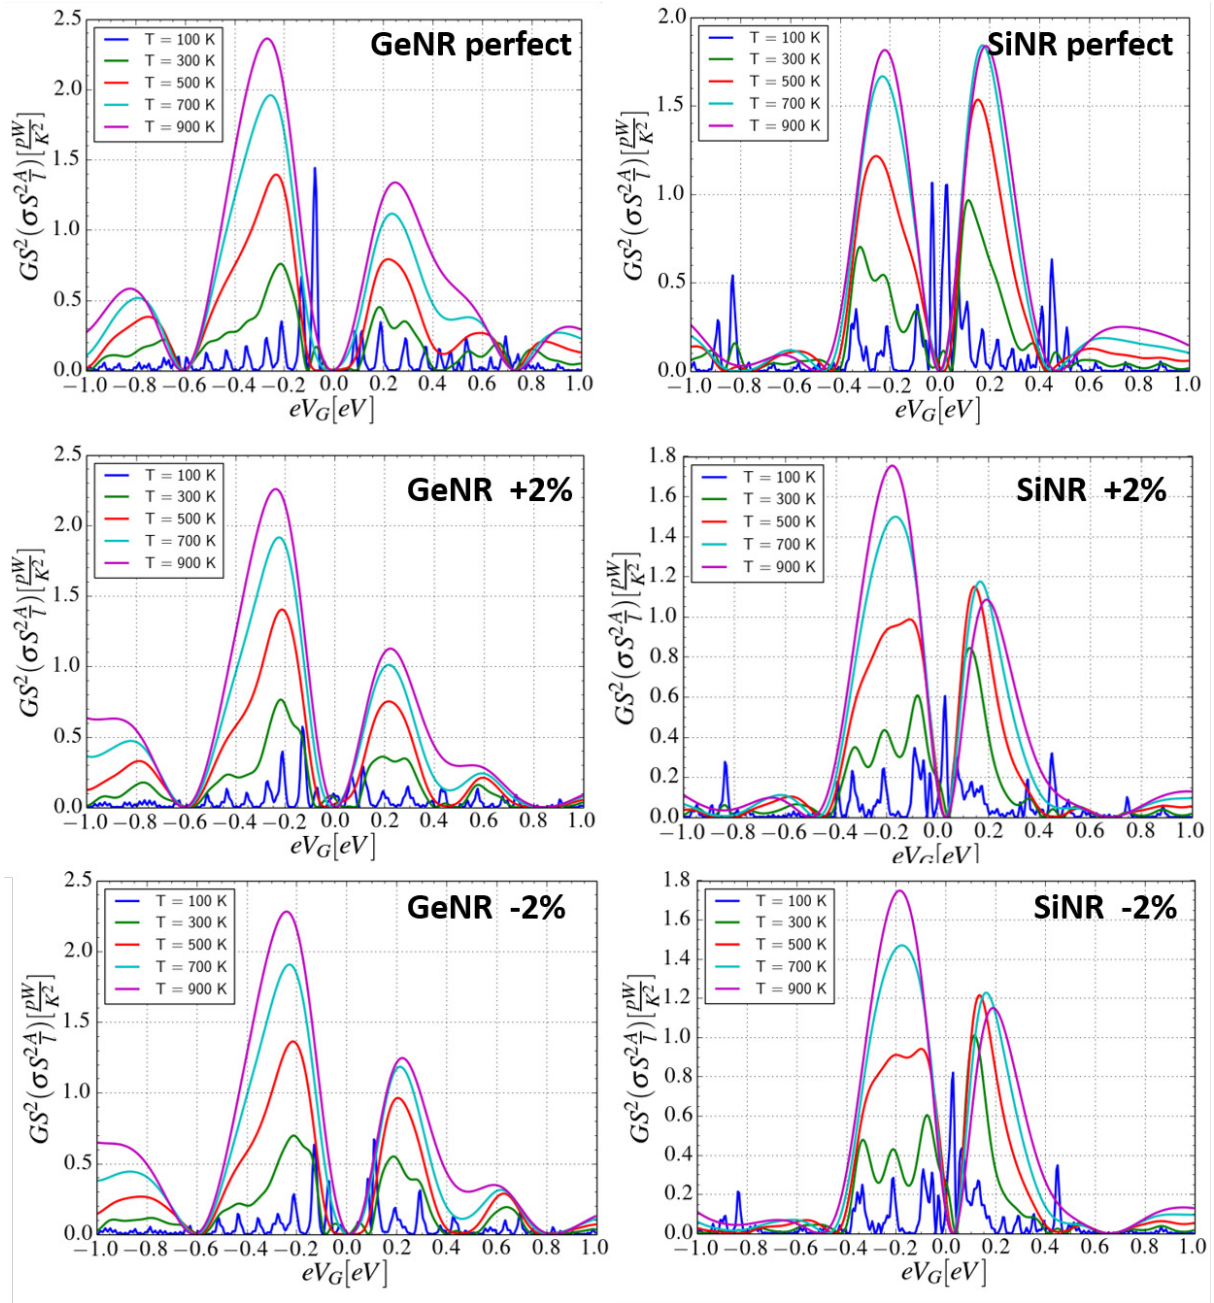 GeNR perfect
T = 100 K
T = 300 K
T = 500 K
T = 700 K
T = 900 K
GS²(σS² A/l)[pW/K²]
2.5
2.0
1.5
1.0
0.5
0.0
−1.0 −0.8 −0.6 −0.4 −0.2 0.0 0.2 0.4 0.6 0.8 1.0
eV_G[eV]
SiNR perfect
T = 100 K
T = 300 K
T = 500 K
T = 700 K
T = 900 K
GS²(σS² A/l)[pW/K²]
2.0
1.5
1.0
0.5
0.0
−1.0 −0.8 −0.6 −0.4 −0.2 0.0 0.2 0.4 0.6 0.8 1.0
eV_G[eV]
GeNR +2%
T = 100 K
T = 300 K
T = 500 K
T = 700 K
T = 900 K
GS²(σS² A/l)[pW/K²]
2.5
2.0
1.5
1.0
0.5
0.0
−1.0 −0.8 −0.6 −0.4 −0.2 0.0 0.2 0.4 0.6 0.8 1.0
eV_G[eV]
SiNR +2%
T = 100 K
T = 300 K
T = 500 K
T = 700 K
T = 900 K
GS²(σS² A/l)[pW/K²]
1.8
1.6
1.4
1.2
1.0
0.8
0.6
0.4
0.2
0.0
−1.0 −0.8 −0.6 −0.4 −0.2 0.0 0.2 0.4 0.6 0.8 1.0
eV_G[eV]
GeNR -2%
T = 100 K
T = 300 K
T = 500 K
T = 700 K
T = 900 K
GS²(σS² A/l)[pW/K²]
2.5
2.0
1.5
1.0
0.5
0.0
−1.0 −0.8 −0.6 −0.4 −0.2 0.0 0.2 0.4 0.6 0.8 1.0
eV_G[eV]
SiNR -2%
T = 100 K
T = 300 K
T = 500 K
T = 700 K
T = 900 K
GS²(σS² A/l)[pW/K²]
1.8
1.6
1.4
1.2
1.0
0.8
0.6
0.4
0.2
0.0
−1.0 −0.8 −0.6 −0.4 −0.2 0.0 0.2 0.4 0.6 0.8 1.0
eV_G[eV]